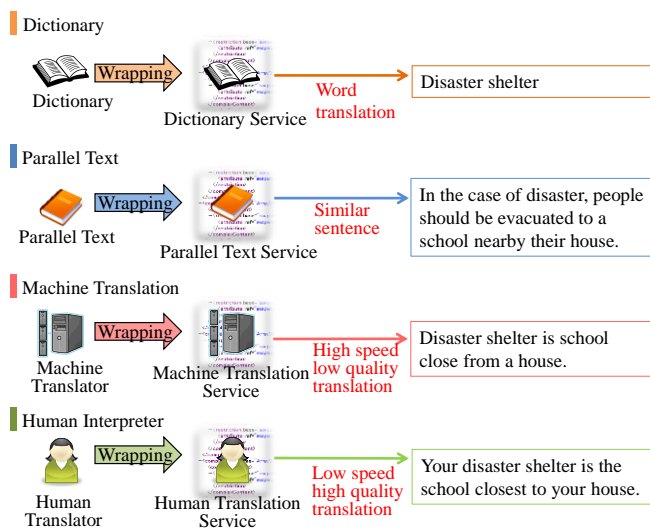 Dictionary
Wrapping
Dictionary
Dictionary Service
Word
translation
Disaster shelter
Parallel Text
Wrapping
Parallel Text
Parallel Text Service
Similar
sentence
In the case of disaster, people
should be evacuated to a
school nearby their house.
Machine Translation
Wrapping
Machine
Translator
Machine Translation
Service
High speed
low quality
translation
Disaster shelter is school
close from a house.
Human Interpreter
Wrapping
Human
Translator
Human Translation
Service
Low speed
high quality
translation
Your disaster shelter is the
school closest to your house.